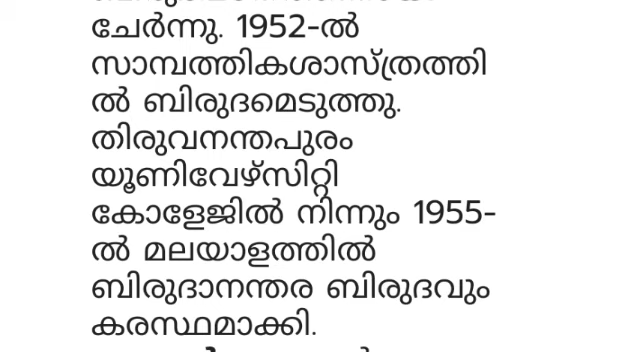 ചേർന്നു. 1952-ൽ
സാമ്പത്തികശാസ്ത്രത്തി
ൽ ബിരുദമെടുത്തു.
തിരുവനന്തപുരം
യൂണിവേഴ്സിറ്റി
കോളേജിൽ നിന്നും 1955-
ൽ മലയാളത്തിൽ
ബിരുദാനന്തര ബിരുദവും
കരസ്ഥമാക്കി.